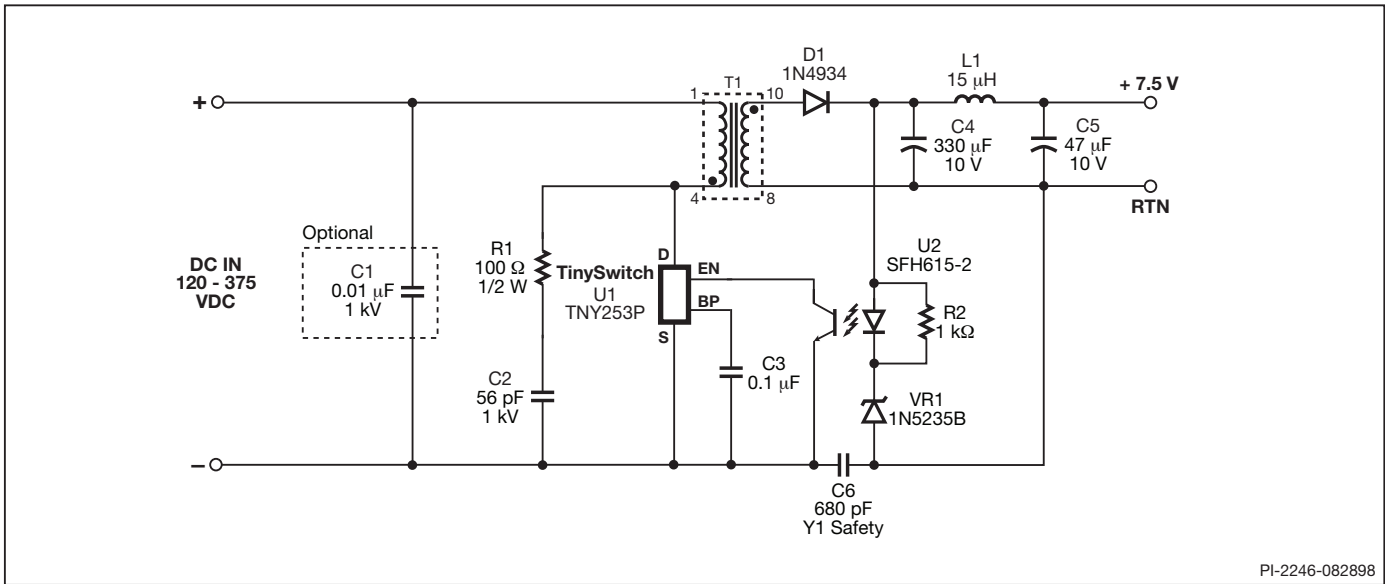 D1
1N4934
L1
15 µH
+ 7.5 V
T1
+
1
10
C4
330 µF
10 V
C5
47 µF
10 V
4
8
RTN
Optional
C1
0.01 µF
1 kV
DC IN
120 - 375
VDC
R1
100 Ω
1/2 W
D
TinySwitch
U1
TNY253P
EN
BP
S
U2
SFH615-2
R2
1 kΩ
C2
56 pF
1 kV
C3
0.1 µF
VR1
1N5235B
–
C6
680 pF
Y1 Safety
PI-2246-082898